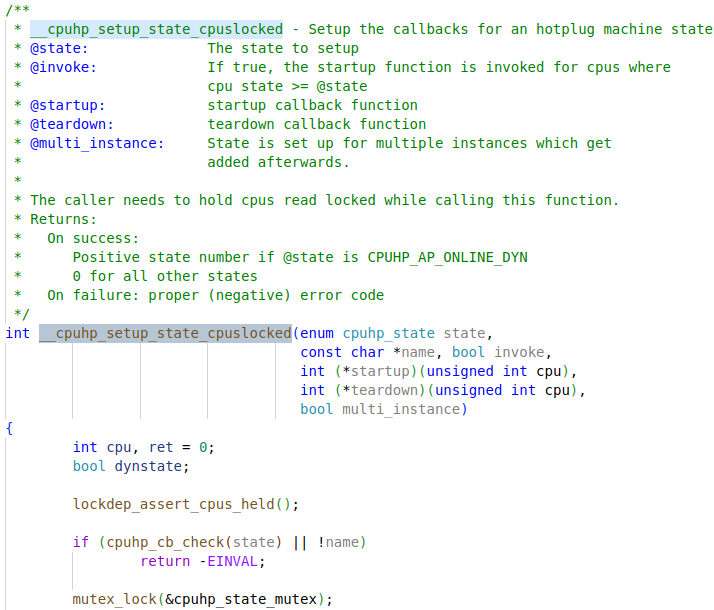 /**
 * __cpuhp_setup_state_cpuslocked - Setup the callbacks for an hotplug machine state
 * @state:              The state to setup
 * @invoke:             If true, the startup function is invoked for cpus where
 *                      cpu state >= @state
 * @startup:            startup callback function
 * @teardown:           teardown callback function
 * @multi_instance:     State is set up for multiple instances which get
 *                      added afterwards.
 *
 * The caller needs to hold cpus read locked while calling this function.
 * Returns:
 *   On success:
 *      Positive state number if @state is CPUHP_AP_ONLINE_DYN
 *      0 for all other states
 *   On failure: proper (negative) error code
 */
int __cpuhp_setup_state_cpuslocked(enum cpuhp_state state,
                                   const char *name, bool invoke,
                                   int (*startup)(unsigned int cpu),
                                   int (*teardown)(unsigned int cpu),
                                   bool multi_instance)
{
        int cpu, ret = 0;
        bool dynstate;

        lockdep_assert_cpus_held();

        if (cpuhp_cb_check(state) || !name)
                return -EINVAL;

        mutex_lock(&cpuhp_state_mutex);